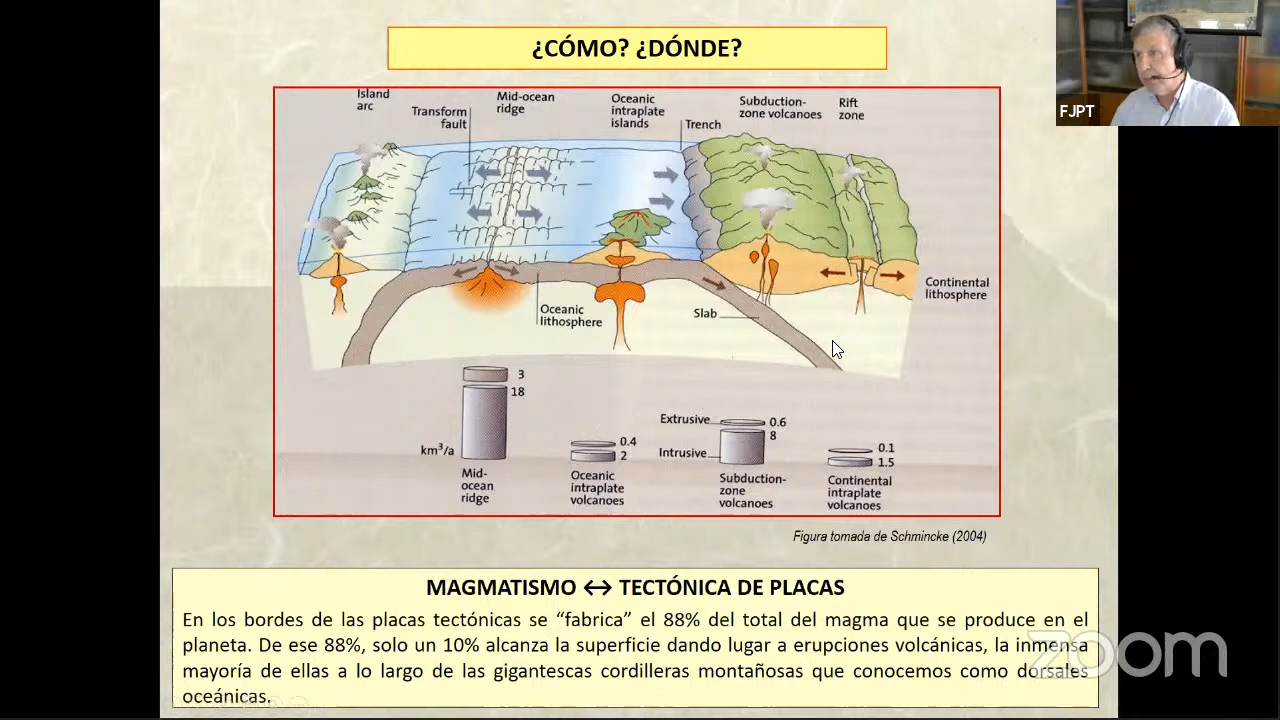 ¿CÓMO? ¿DÓNDE?
FJPT
Island
arc
Transform
fault
Mid-ocean
ridge
Oceanic
intraplate
islands
Trench
Subduction-
zone volcanoes
Rift
zone
Continental
lithosphere
Oceanic
lithosphere
Slab
3
18
km³/a
Mid-
ocean
ridge
0.4
2
Oceanic
intraplate
volcanoes
Extrusive
Intrusive
0.6
8
Subduction-
zone
volcanoes
0.1
1.5
Continental
intraplate
volcanoes
Figura tomada de Schmincke (2004)
MAGMATISMO ↔ TECTÓNICA DE PLACAS
En los bordes de las placas tectónicas se “fabrica” el 88% del total del magma que se produce en el
planeta. De ese 88%, solo un 10% alcanza la superficie dando lugar a erupciones volcánicas, la inmensa
mayoría de ellas a lo largo de las gigantescas cordilleras montañosas que conocemos como dorsales
oceánicas.
zoom